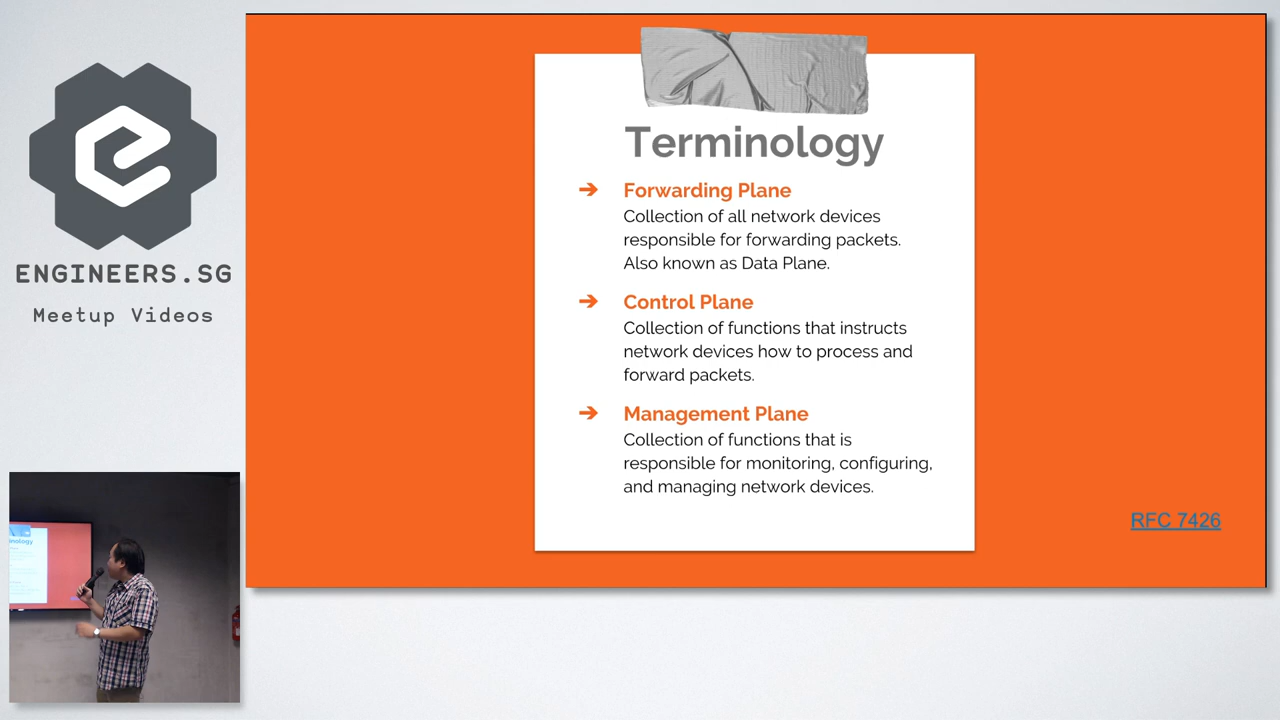 ENGINEERS.SG
Meetup Videos
Terminology
➔ Forwarding Plane
Collection of all network devices
responsible for forwarding packets.
Also known as Data Plane.
➔ Control Plane
Collection of functions that instructs
network devices how to process and
forward packets.
➔ Management Plane
Collection of functions that is
responsible for monitoring, configuring,
and managing network devices.
RFC 7426